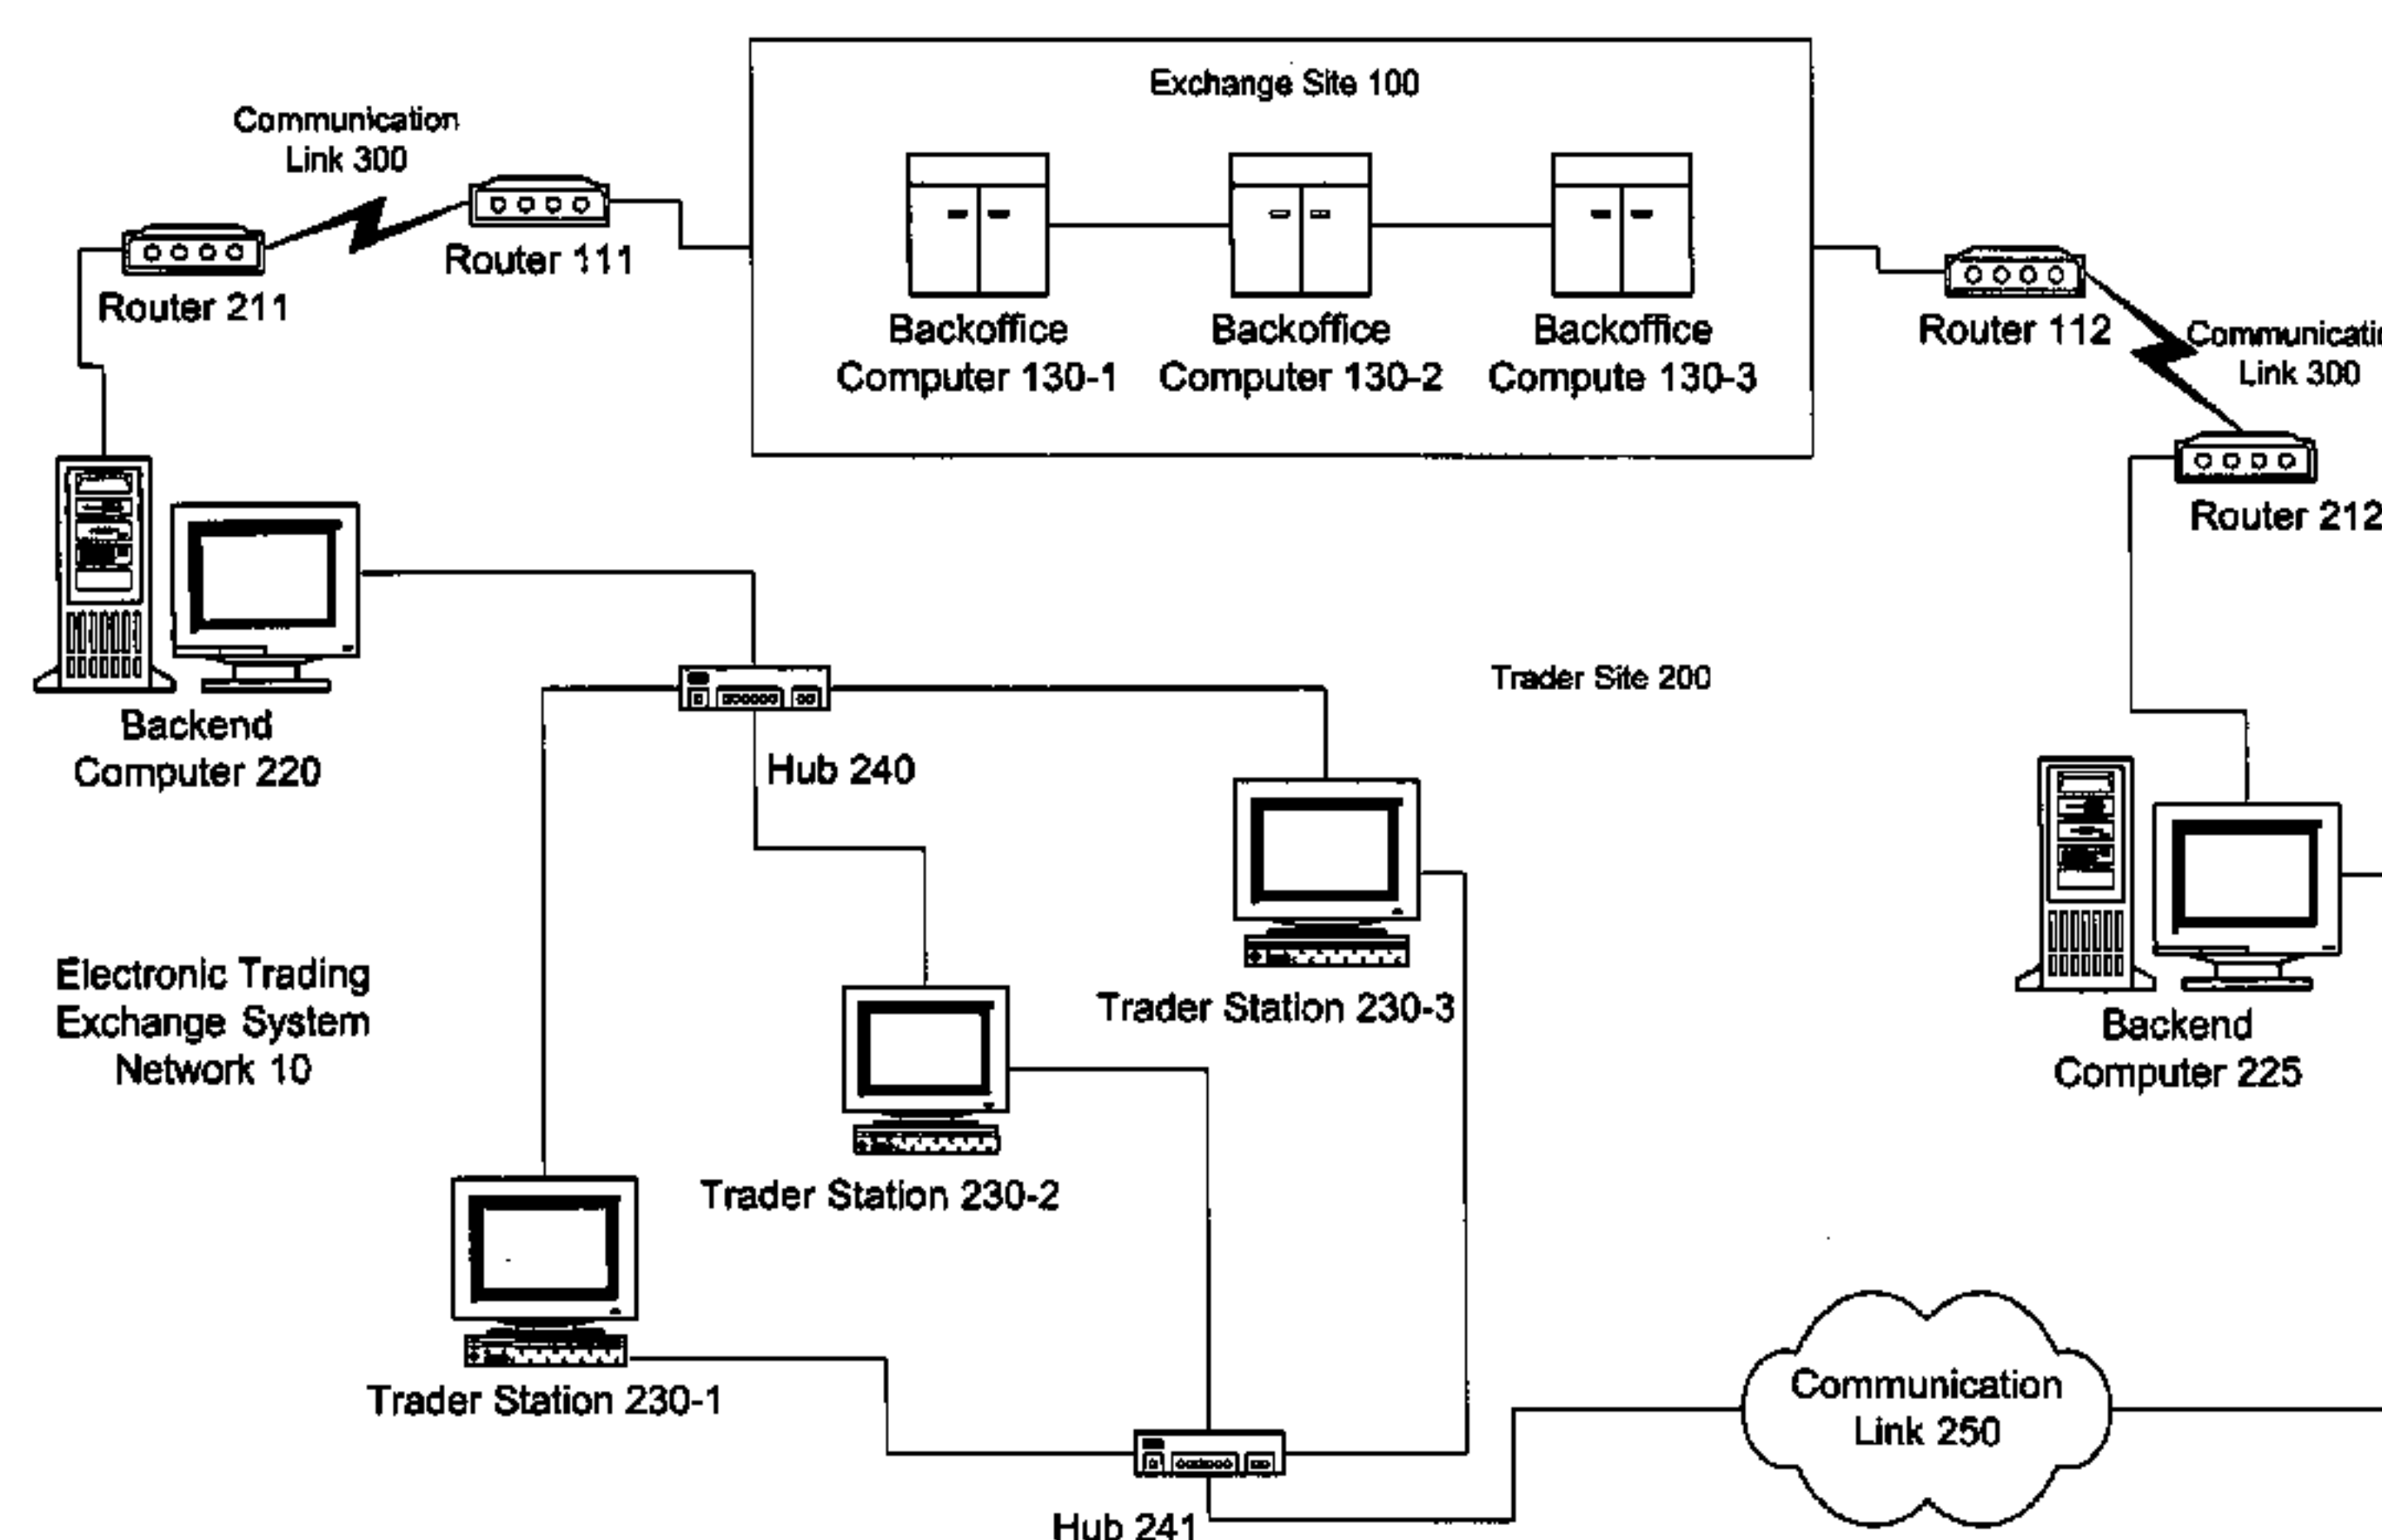 Exchange Site 100
Communication
Link 300
Router 111
Router 211
Backoffice
Computer 130-1
Backoffice
Computer 130-2
Backoffice
Compute 130-3
Router 112
Communicatio
Link 300
Router 212
Trader Site 200
Backend
Computer 220
Hub 240
Electronic Trading
Exchange System
Network 10
Trader Station 230-3
Backend
Computer 225
Trader Station 230-2
Trader Station 230-1
Communication
Link 250
Hub 241